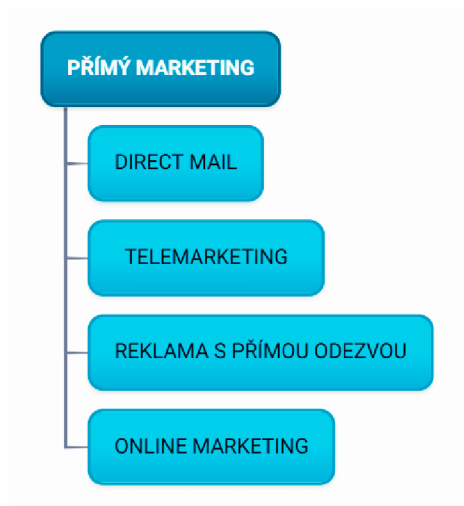 PŘÍMÝ MARKETING
DIRECT MAIL
TELEMARKETING
REKLAMA S PŘÍMOU ODEZVOU
ONLINE MARKETING